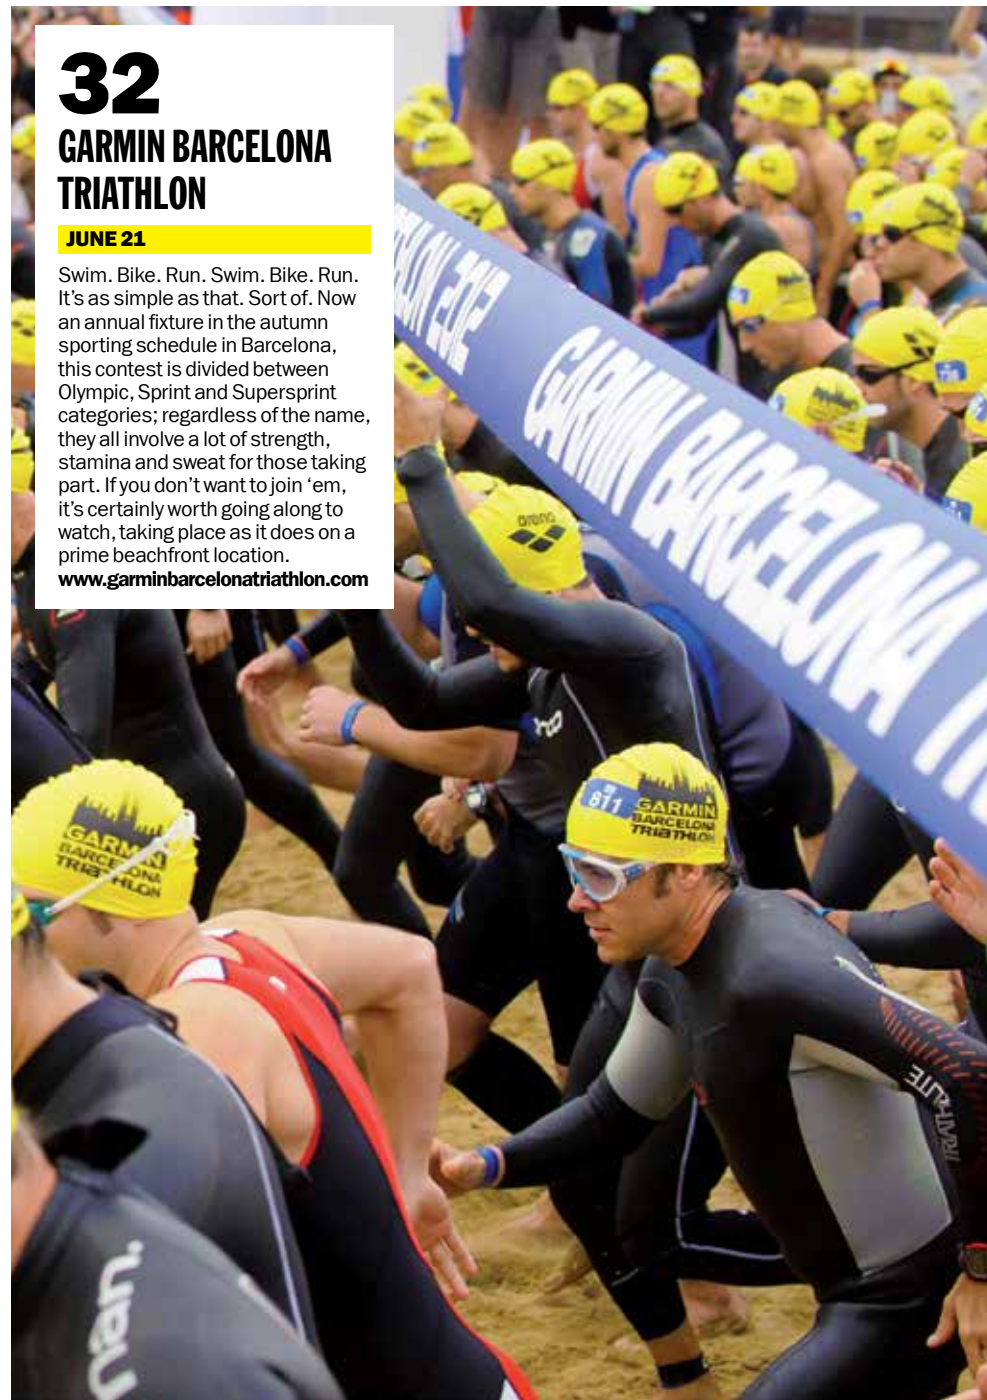 32
GARMIN BARCELONA
TRIATHLON
JUNE 21
Swim. Bike. Run. Swim. Bike. Run.
It's as simple as that. Sort of. Now
an annual fixture in the autumn
sporting schedule in Barcelona,
this contest is divided between
Olympic, Sprint and Supersprint
categories; regardless of the name,
they all involve a lot of strength,
stamina and sweat for those taking
part. If you don't want to join ‘em,
it's certainly worth going along to
watch, taking place as it does on a
prime beachfront location.
www.garminbarcelonatriathlon.com
2012
GARMIN BARCELONA
arena
811
GARMIN
BARCELONA
TRIATHLON
GARMIN
BARCELONA
TRIATHLON